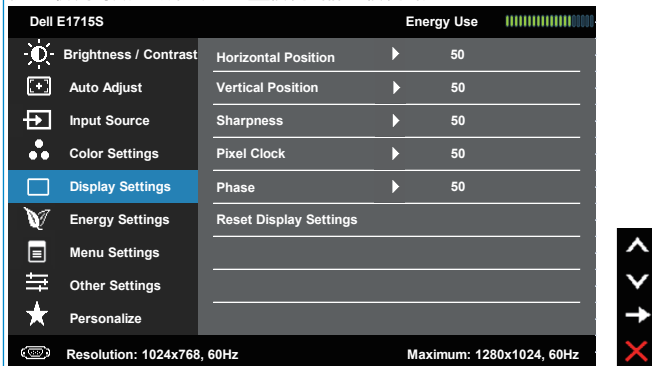 Dell E1715S Energy Use
Brightness / Contrast Horizontal Position 50
Auto Adjust Vertical Position 50
Input Source Sharpness 50
Color Settings Pixel Clock 50
Display Settings Phase 50
Energy Settings Reset Display Settings
Menu Settings
Other Settings
Personalize
Resolution: 1024x768, 60Hz Maximum: 1280x1024, 60Hz